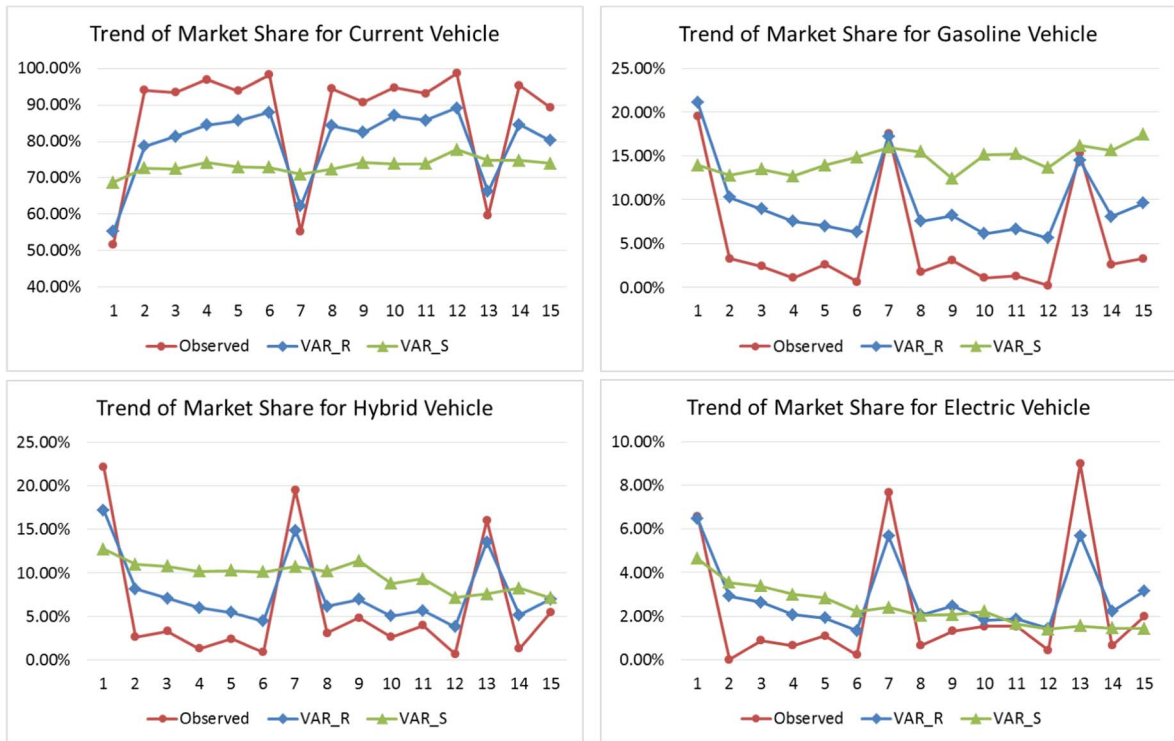 Trend of Market Share for Current Vehicle
100.00%
90.00%
80.00%
70.00%
60.00%
50.00%
40.00%
1 2 3 4 5 6 7 8 9 10 11 12 13 14 15
Observed VAR_R VAR_S
Trend of Market Share for Gasoline Vehicle
25.00%
20.00%
15.00%
10.00%
5.00%
0.00%
1 2 3 4 5 6 7 8 9 10 11 12 13 14 15
Observed VAR_R VAR_S
Trend of Market Share for Hybrid Vehicle
25.00%
20.00%
15.00%
10.00%
5.00%
0.00%
1 2 3 4 5 6 7 8 9 10 11 12 13 14 15
Observed VAR_R VAR_S
Trend of Market Share for Electric Vehicle
10.00%
8.00%
6.00%
4.00%
2.00%
0.00%
1 2 3 4 5 6 7 8 9 10 11 12 13 14 15
Observed VAR_R VAR_S